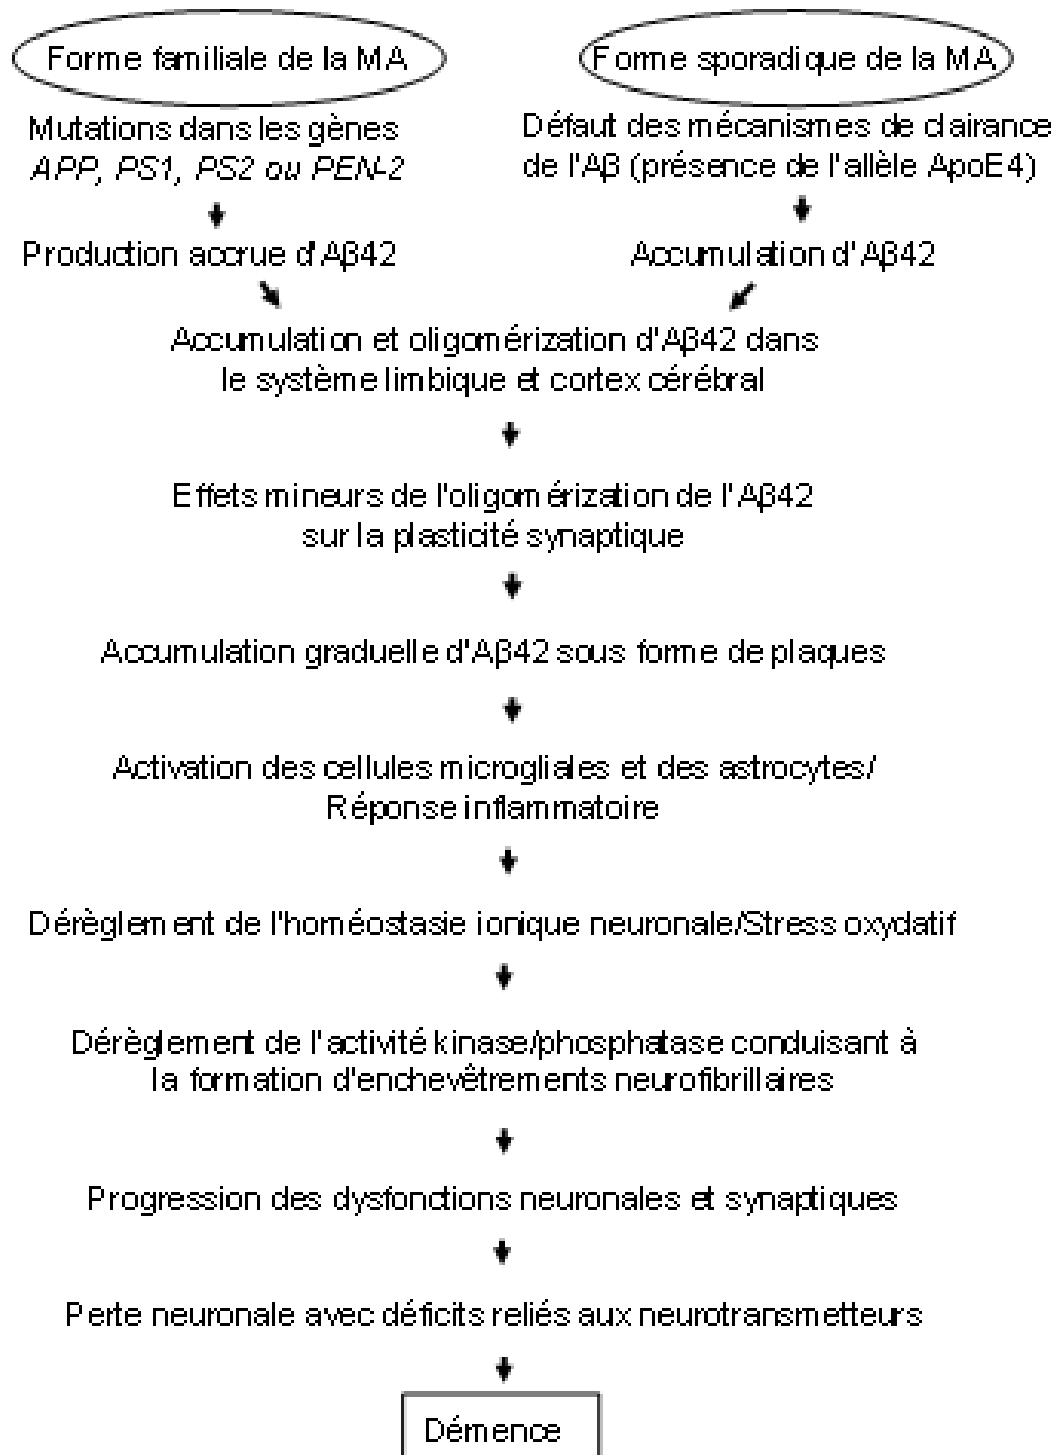 Forme familiale de la MA
Forme sporadique de la MA
Mutations dans les gènes
APP, PS1, PS2 ou PEN-2
Défaut des mécanismes de clairance
de l'Aβ (présence de l'allèle ApoE4)
Production accrue d'Aβ42
Accumulation d'Aβ42
Accumulation et oligomérization d'Aβ42 dans
le système limbique et cortex cérébral
Effets mineurs de l'oligomérization de l'Aβ42
sur la plasticité synaptique
Accumulation graduelle d'Aβ42 sous forme de plaques
Activation des cellules microgliales et des astrocytes/
Réponse inflammatoire
Dérèglement de l'homéostasie ionique neuronale/Stress oxydatif
Dérèglement de l'activité kinase/phosphatase conduisant à
la formation d'enchevêtrements neurofibrillaires
Progression des dysfonctions neuronales et synaptiques
Perte neuronale avec déficits reliés aux neurotransmetteurs
Démence